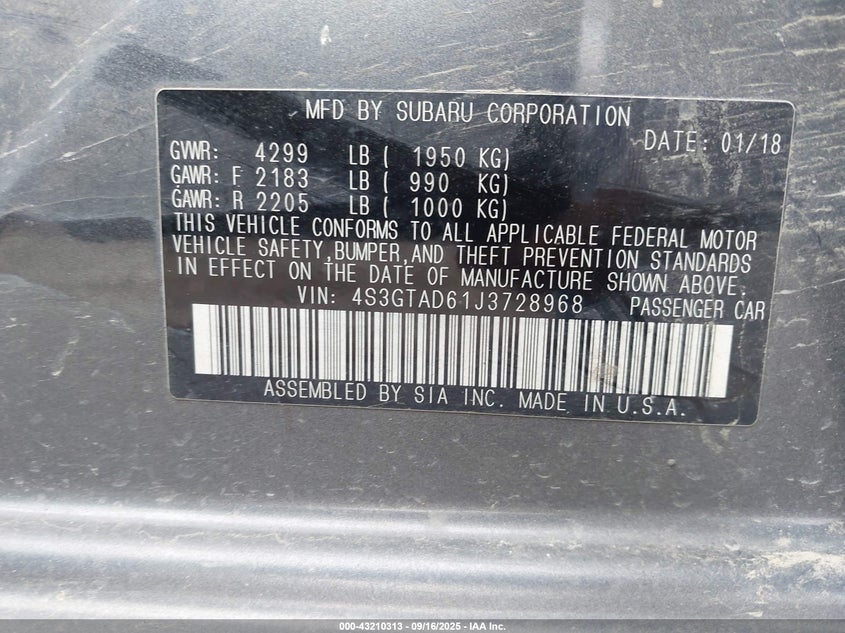 MFD BY SUBARU CORPORATION
DATE: 01/18
GVWR: 4299 LB ( 1950 KG)
GAWR: F 2183 LB ( 990 KG)
GAWR: R 2205 LB ( 1000 KG)
THIS VEHICLE CONFORMS TO ALL APPLICABLE FEDERAL MOTOR
VEHICLE SAFETY,BUMPER,AND THEFT PREVENTION STANDARDS
IN EFFECT ON THE DATE OF MANUFACTURE SHOWN ABOVE.
VIN: 4S3GTAD61J3728968 PASSENGER CAR
ASSEMBLED BY SIA INC. MADE IN U.S.A.
000-43210313 - 09/16/2025 - IAA Inc.